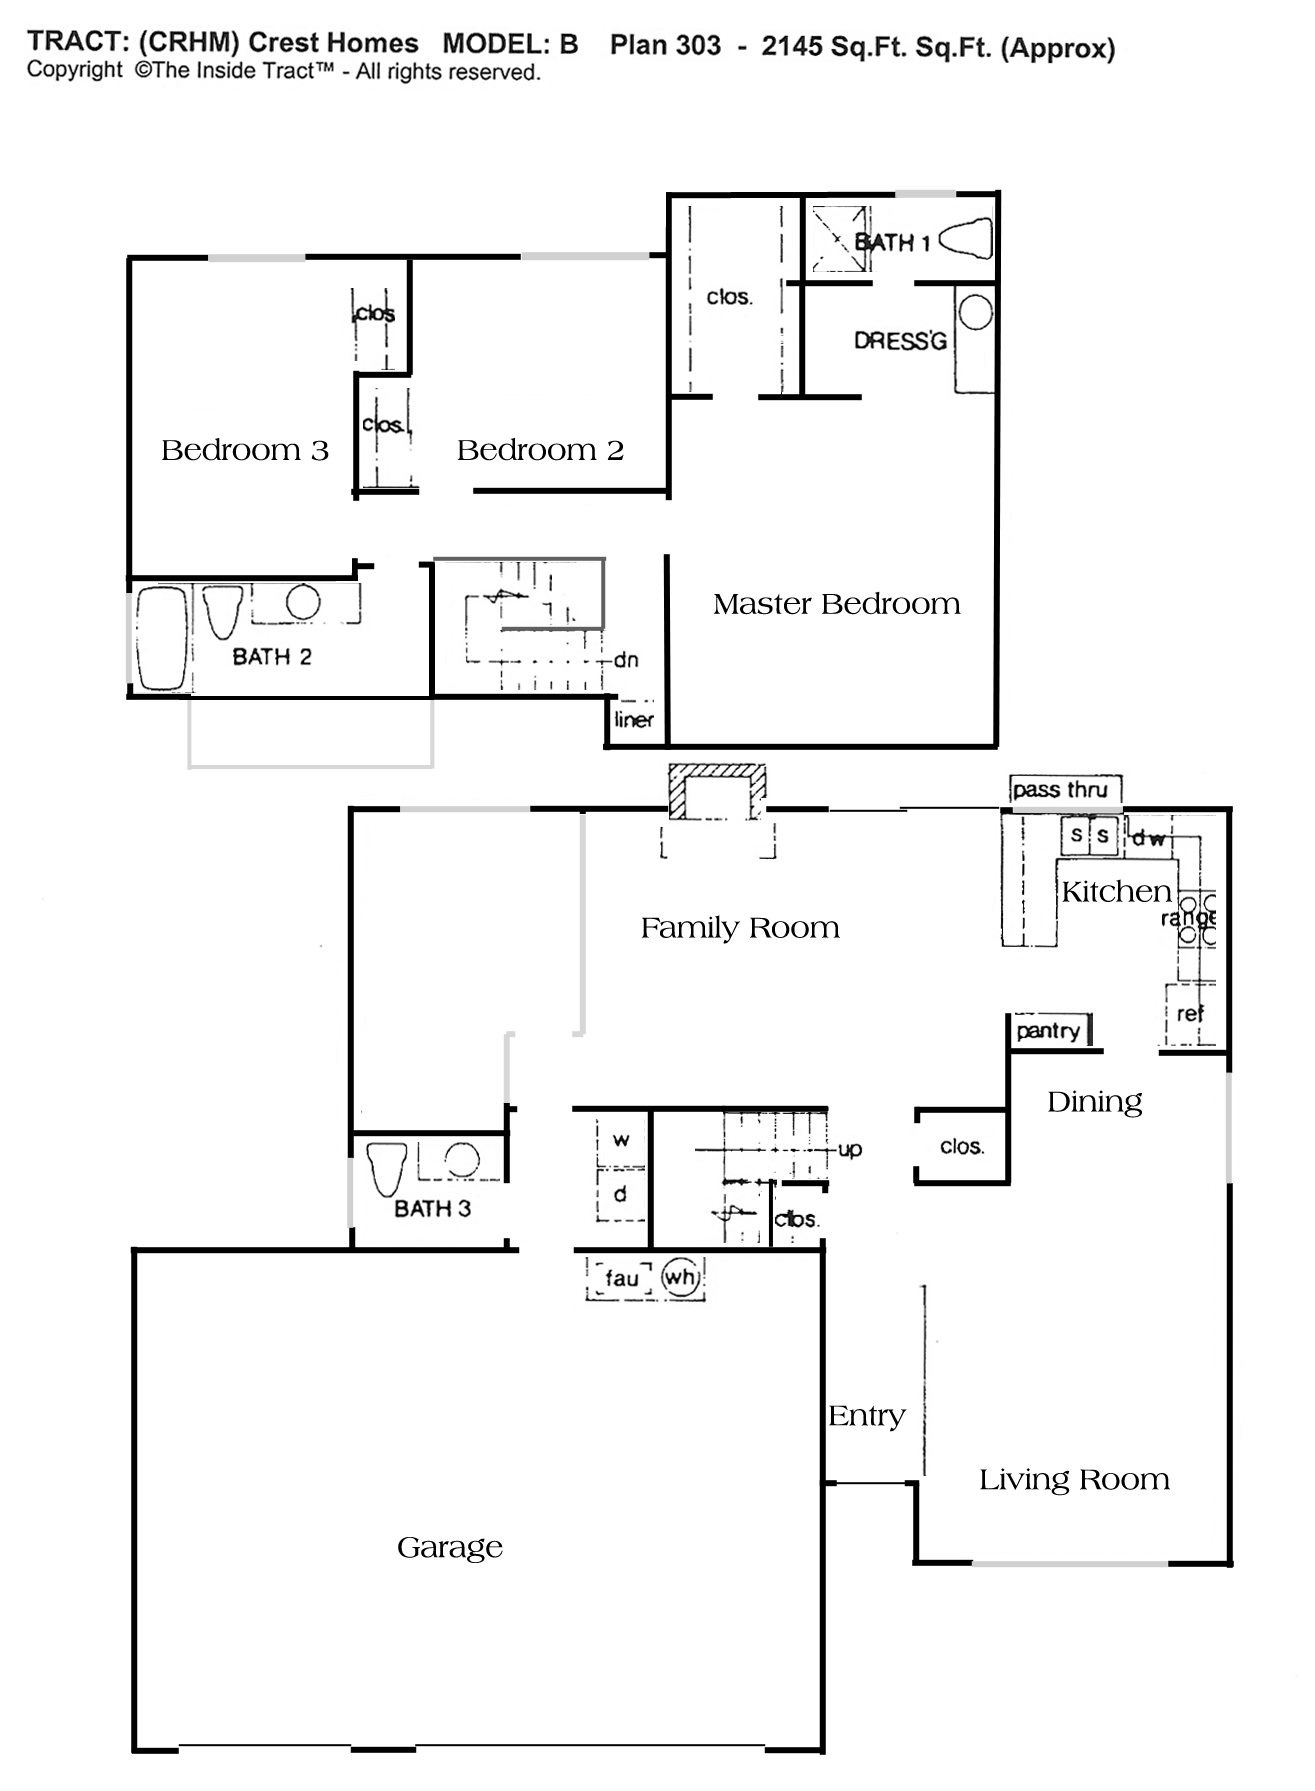 TRACT: (CRHM) Crest Homes MODEL: B Plan 303 - 2145 Sq.Ft. Sq.Ft. (Approx)
Copyright ©The Inside Tract™ - All rights reserved.
BATH 1
clos.
clos
DRESS'G
clos.
Bedroom 3
Bedroom 2
Master Bedroom
BATH 2
dn
liner
pass thru
s s
dw
Kitchen
range
Family Room
ref
pantry
Dining
w
up
clos.
d
BATH 3
clos.
fau
wh
Entry
Living Room
Garage